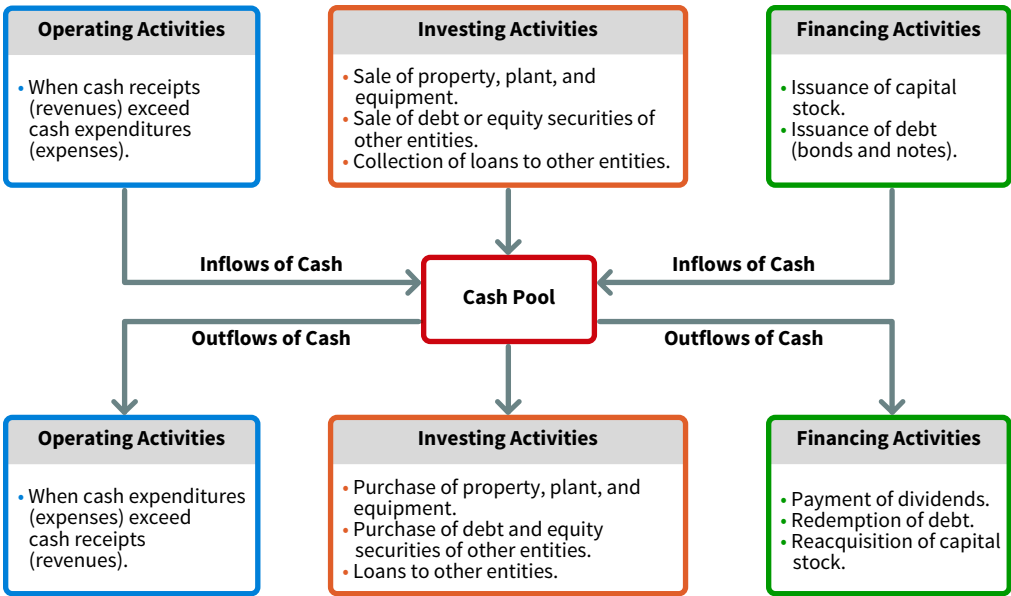 Operating Activities
• When cash receipts
(revenues) exceed
cash expenditures
(expenses).
Investing Activities
• Sale of property, plant, and
equipment.
• Sale of debt or equity securities of
other entities.
• Collection of loans to other entities.
Financing Activities
• Issuance of capital
stock.
• Issuance of debt
(bonds and notes).
Inflows of Cash
Inflows of Cash
Cash Pool
Outflows of Cash
Outflows of Cash
Operating Activities
• When cash expenditures
(expenses) exceed
cash receipts
(revenues).
Investing Activities
• Purchase of property, plant, and
equipment.
• Purchase of debt and equity
securities of other entities.
• Loans to other entities.
Financing Activities
• Payment of dividends.
• Redemption of debt.
• Reacquisition of capital
stock.